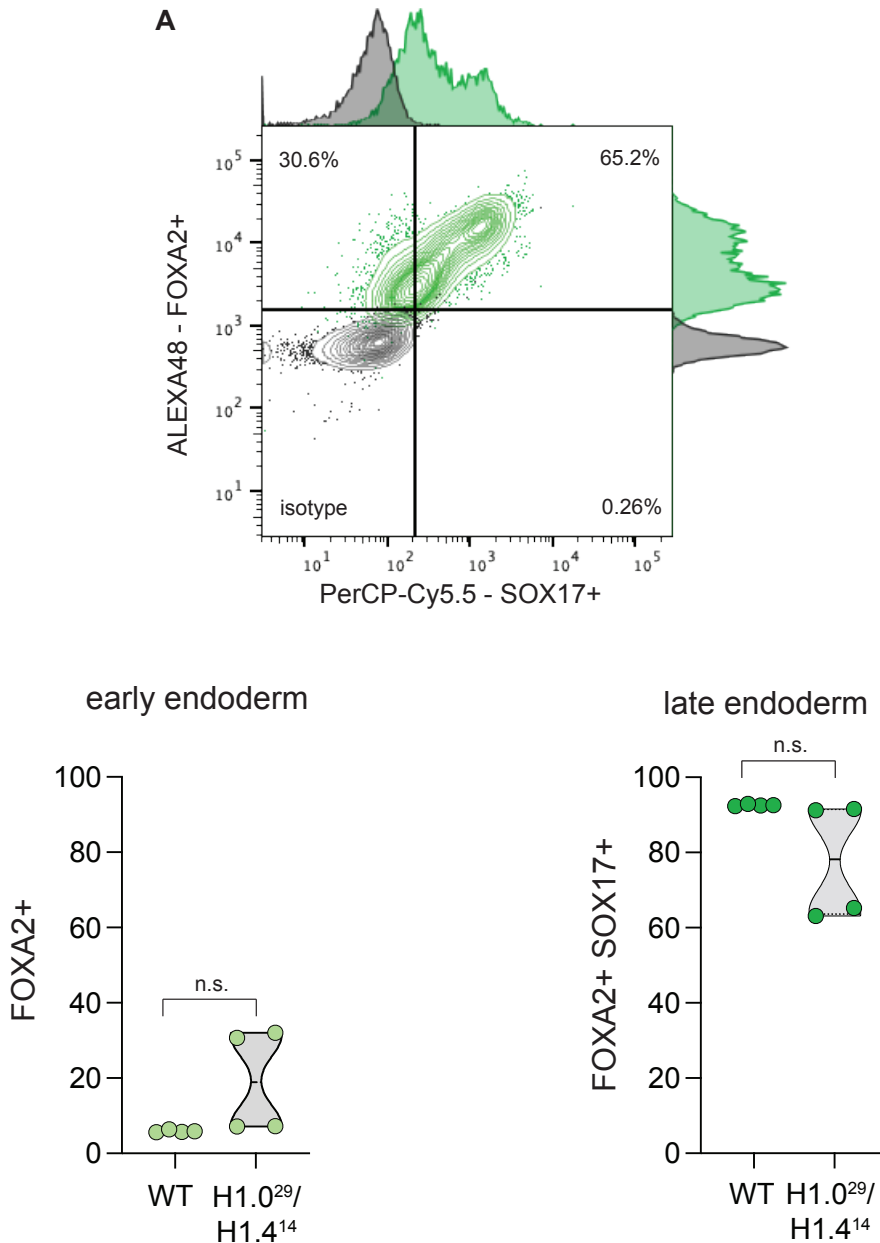 A
30.6%
65.2%
10⁵
10⁴
10³
10²
10¹
ALEXA48 - FOXA2+
isotype
0.26%
10¹ 10² 10³ 10⁴ 10⁵
PerCP-Cy5.5 - SOX17+
early endoderm
n.s.
100
80
60
40
20
0
FOXA2+
WT H1.0²⁹/
H1.4¹⁴
late endoderm
n.s.
100
80
60
40
20
0
FOXA2+ SOX17+
WT H1.0²⁹/
H1.4¹⁴